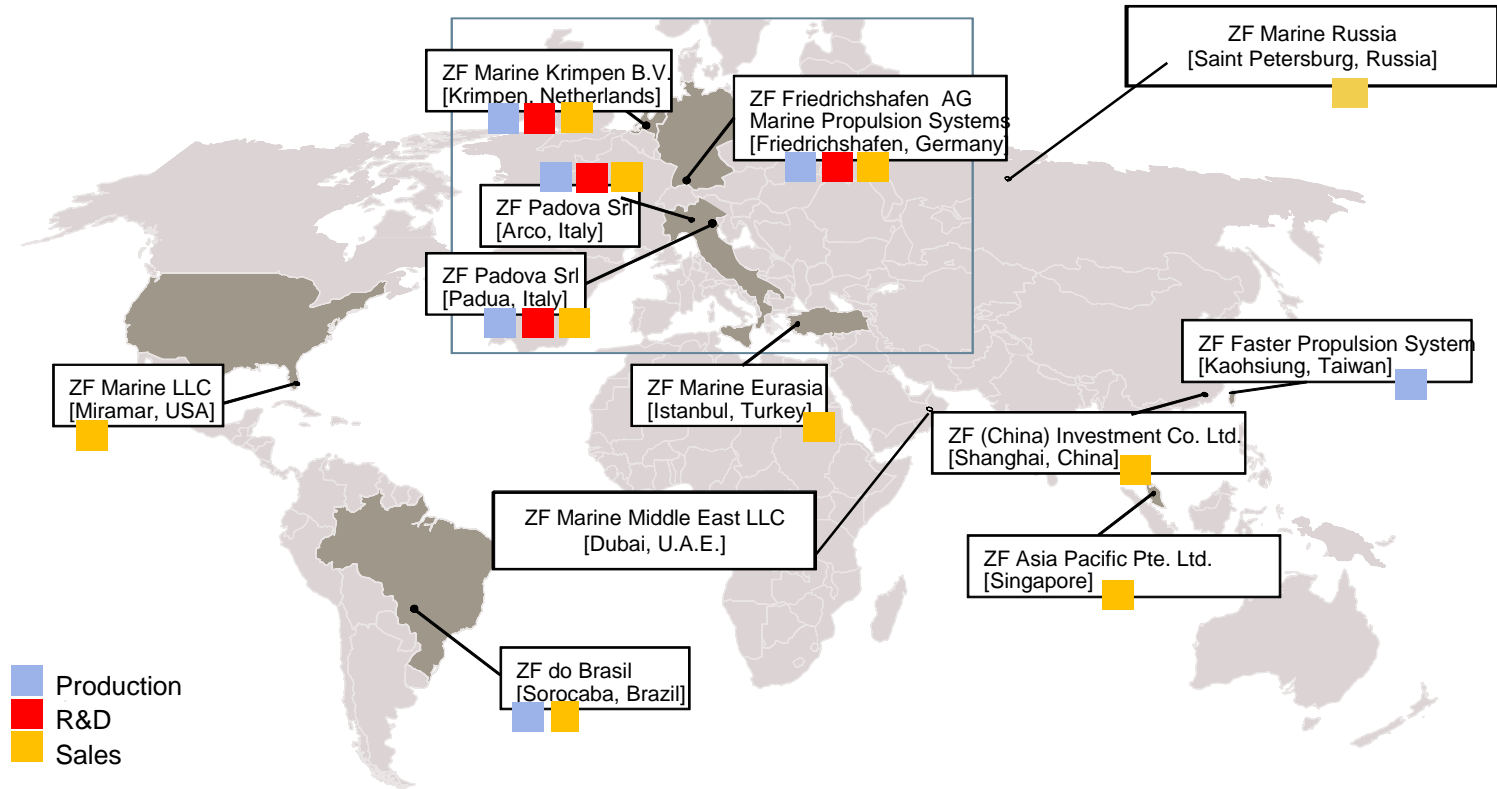 ZF Marine Russia
[Saint Petersburg, Russia]
ZF Marine Krimpen B.V.
[Krimpen, Netherlands]
ZF Friedrichshafen AG
Marine Propulsion Systems
[Friedrichshafen, Germany]
ZF Padova Srl
[Arco, Italy]
ZF Padova Srl
[Padua, Italy]
ZF Faster Propulsion System
[Kaohsiung, Taiwan]
ZF Marine LLC
[Miramar, USA]
ZF Marine Eurasia
[Istanbul, Turkey]
ZF (China) Investment Co. Ltd.
[Shanghai, China]
ZF Marine Middle East LLC
[Dubai, U.A.E.]
ZF Asia Pacific Pte. Ltd.
[Singapore]
ZF do Brasil
[Sorocaba, Brazil]
Production
R&D
Sales